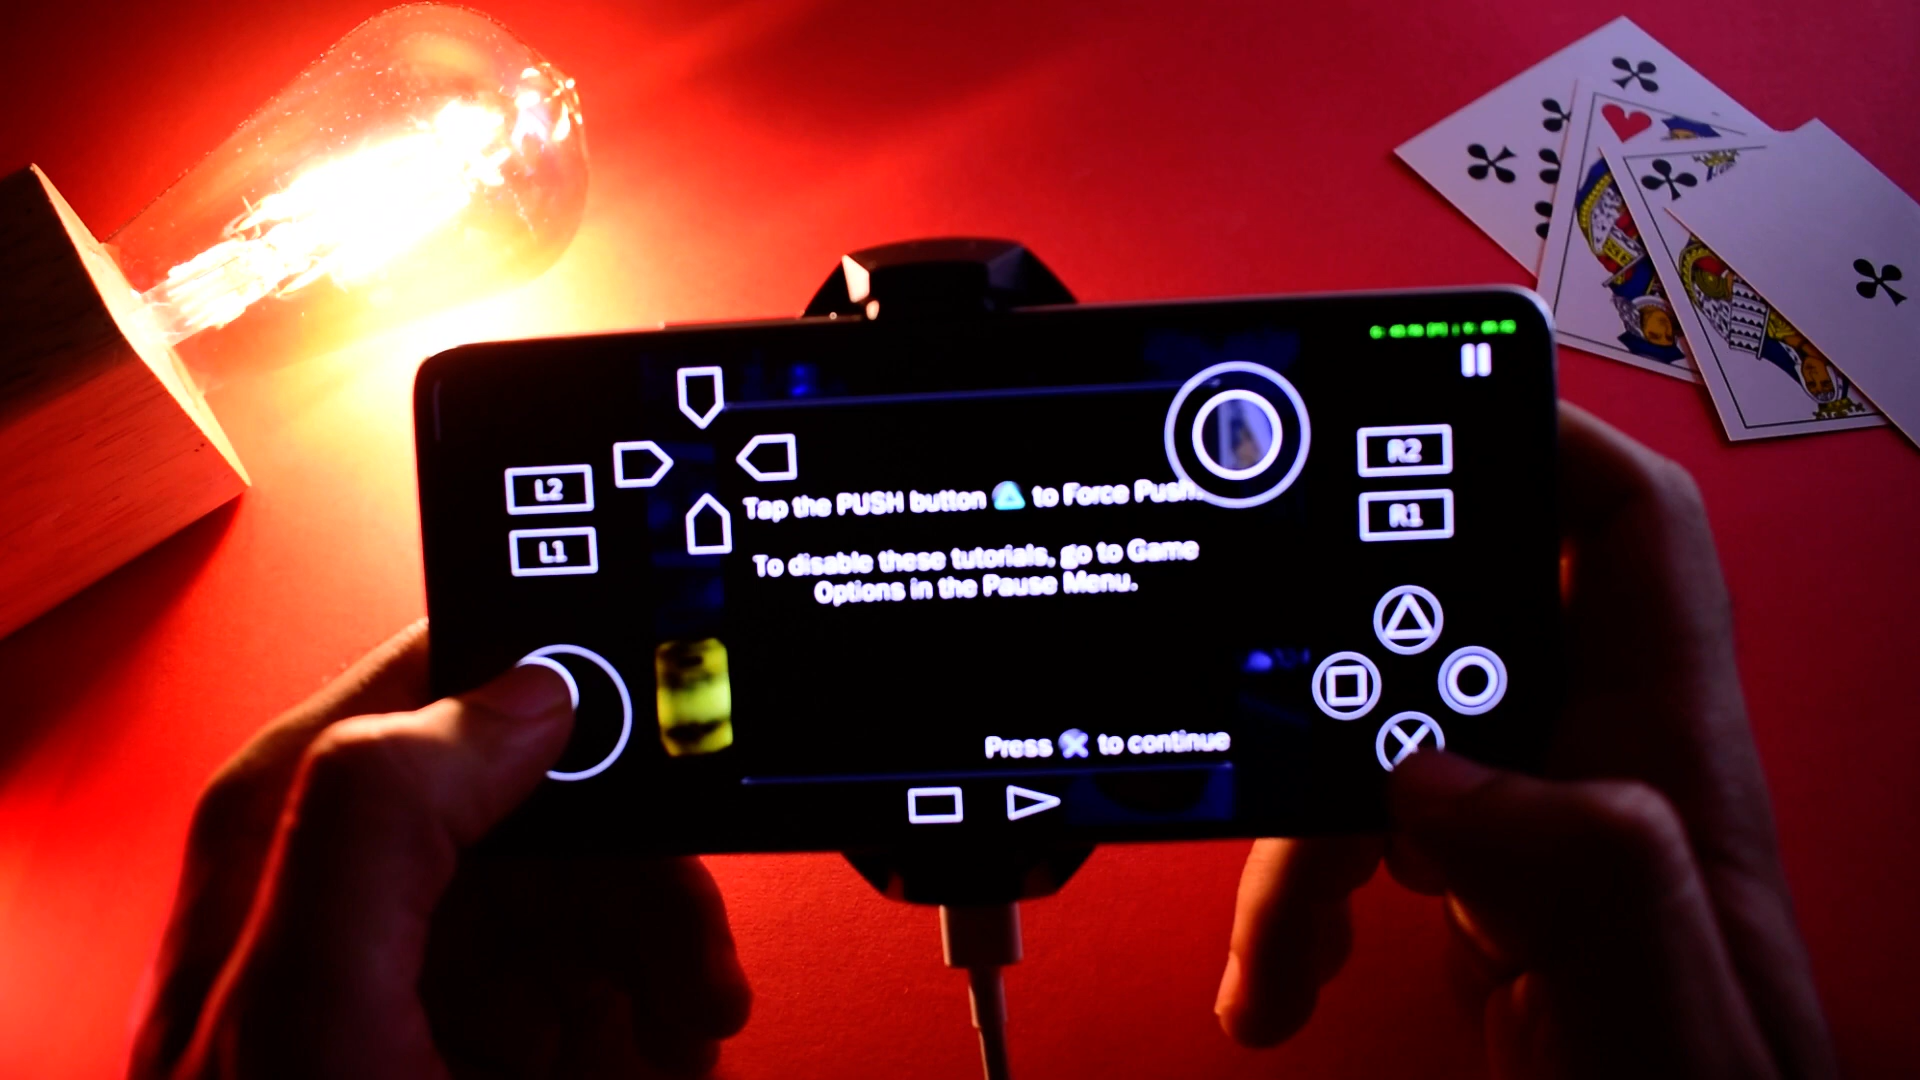 L2
L1
R2
R1
Tap the PUSH button to Force Push.
To disable these tutorials, go to Game
Options in the Pause Menu.
Press to continue